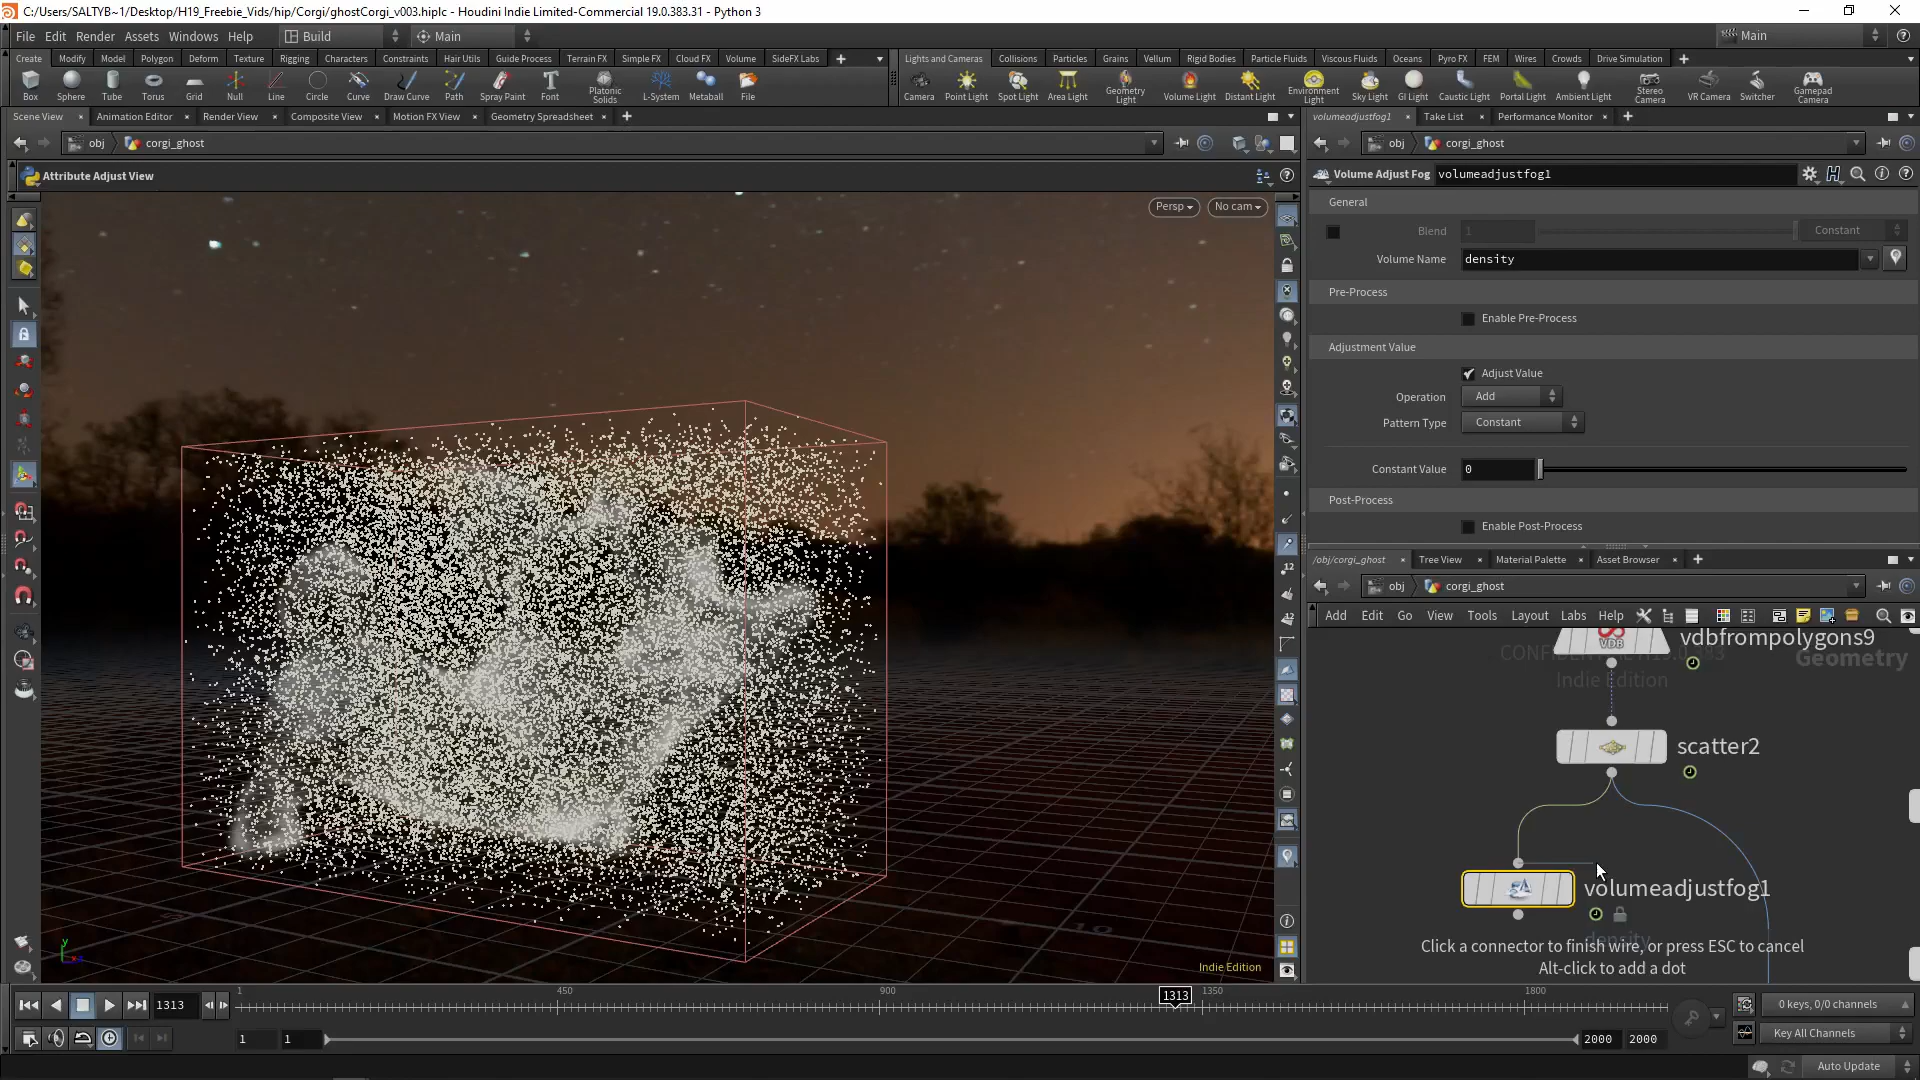 C:/Users/SALTYB~1/Desktop/H19_Freebie_Vids/hip/Corgi/ghostCorgi_v003.hiplc - Houdini Indie Limited-Commercial 19.0.383.31 - Python 3
File Edit Render Assets Windows Help Build Main Main
Create Modify Model Polygon Deform Texture Rigging Characters Constraints Hair Utils Guide Process Terrain FX Simple FX Cloud FX Volume SideFX Labs
Lights and Cameras Collisions Particles Grains Vellum Rigid Bodies Particle Fluids Viscous Fluids Oceans Pyro FX FEM Wires Crowds Drive Simulation
Box Sphere Tube Torus Grid Null Line Circle Curve Draw Curve Path Spray Paint Font Platonic Solids L-System Metaball File
Camera Point Light Spot Light Area Light Geometry Light Volume Light Distant Light Environment Light Sky Light GI Light Caustic Light Portal Light Ambient Light Stereo Camera VR Camera Switcher Gamepad Camera
Scene View Animation Editor Render View Composite View Motion FX View Geometry Spreadsheet
obj corgi_ghost
Attribute Adjust View
Persp No cam
Indie Edition
volumeadjustfog1 Take List Performance Monitor
obj corgi_ghost
Volume Adjust Fog volumeadjustfog1
General
Blend 1 Constant
Volume Name density
Pre-Process
Enable Pre-Process
Adjustment Value
Adjust Value
Operation Add
Pattern Type Constant
Constant Value 0
Post-Process
Enable Post-Process
/obj/corgi_ghost Tree View Material Palette Asset Browser
obj corgi_ghost
Add Edit Go View Tools Layout Labs Help
vdbfrompolygons9
Geometry
Indie Edition
scatter2
volumeadjustfog1
density
Click a connector to finish wire, or press ESC to cancel
Alt-click to add a dot
1313 1 450 900 1313 1350 1800 0 keys, 0/0 channels
1 1 2000 2000 Key All Channels
Auto Update